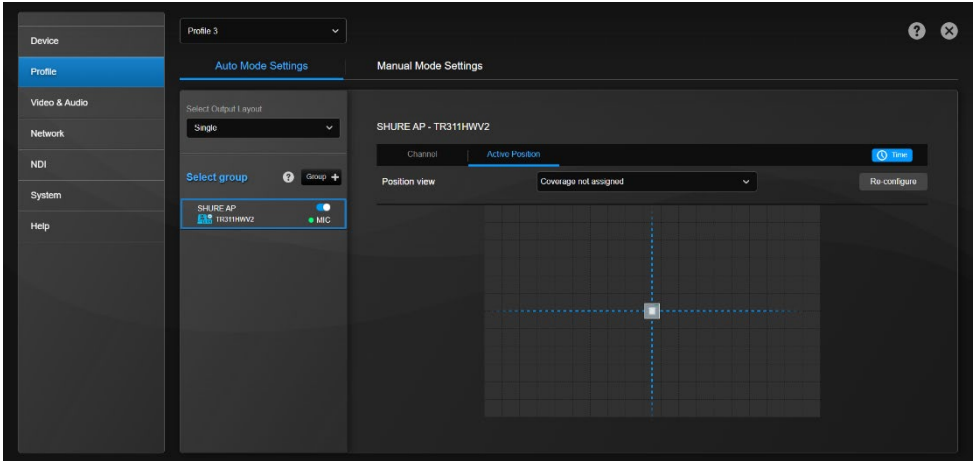 Device
Profile
Video & Audio
Network
NDI
System
Help
Profile 3
Auto Mode Settings
Manual Mode Settings
Select Output Layout
Single
Select group
?
Group +
SHURE AP
TR311HWV2
MIC
SHURE AP - TR311HWV2
Channel
Active Position
Time
Position view
Coverage not assigned
Re-configure
?